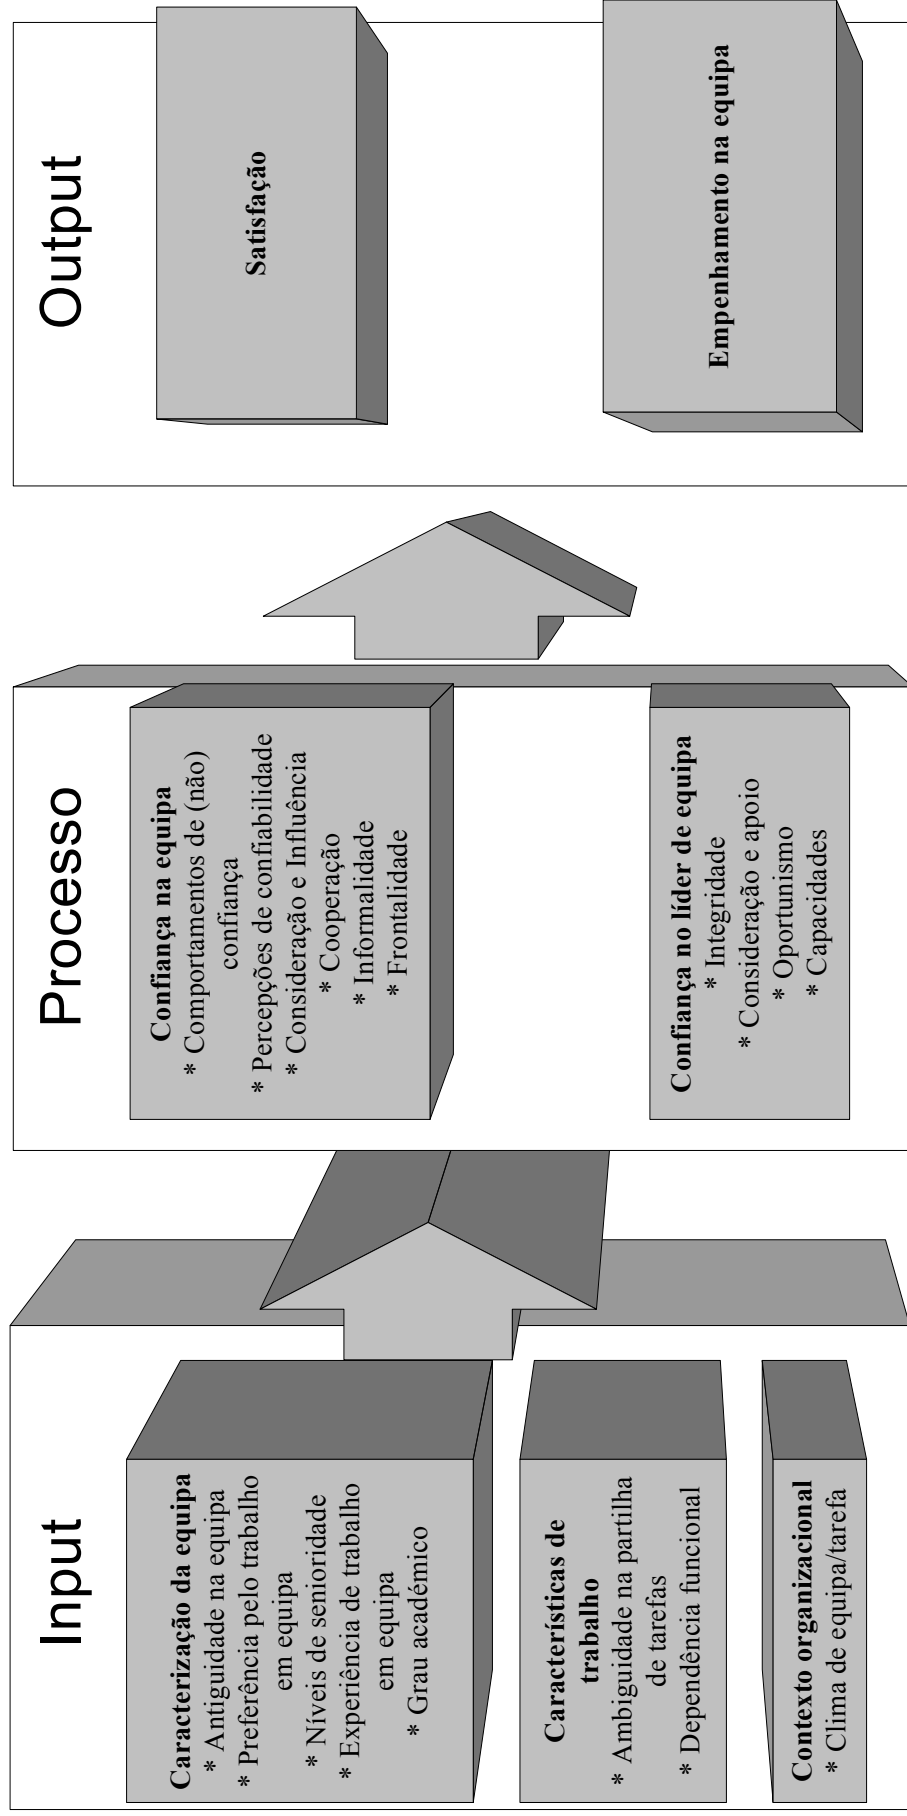 Input
Caracterização da equipa
* Antiguidade na equipa
* Preferência pelo trabalho
em equipa
* Níveis de senioridade
* Experiência de trabalho
em equipa
* Grau académico
Características de
trabalho
* Ambiguidade na partilha
de tarefas
* Dependência funcional
Contexto organizacional
* Clima de equipa/tarefa
Processo
Confiança na equipa
* Comportamentos de (não)
confiança
* Percepções de confiabilidade
* Consideração e Influência
* Cooperação
* Informalidade
* Frontalidade
Confiança no líder de equipa
* Integridade
* Consideração e apoio
* Oportunismo
* Capacidades
Output
Satisfação
Empenhamento na equipa